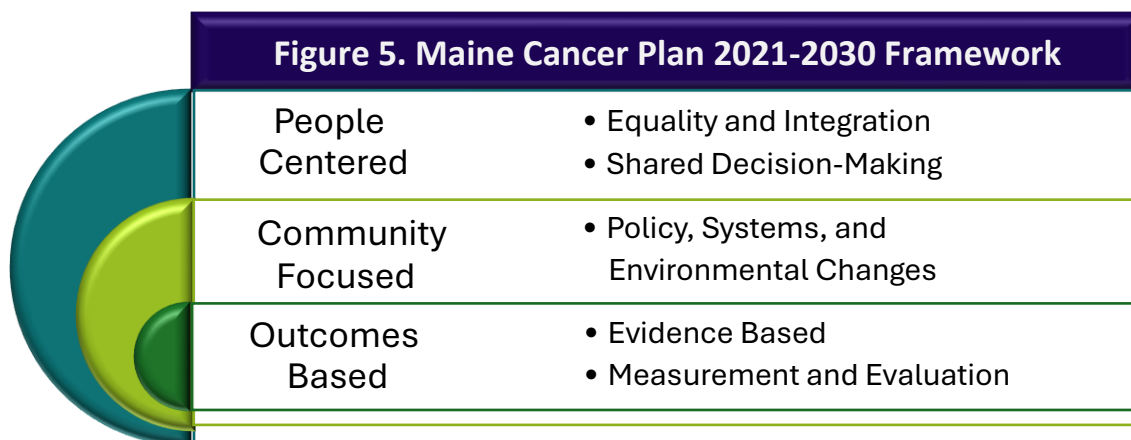 Figure 5. Maine Cancer Plan 2021-2030 Framework
People
Centered
• Equality and Integration
• Shared Decision-Making
Community
Focused
• Policy, Systems, and
Environmental Changes
Outcomes
Based
• Evidence Based
• Measurement and Evaluation